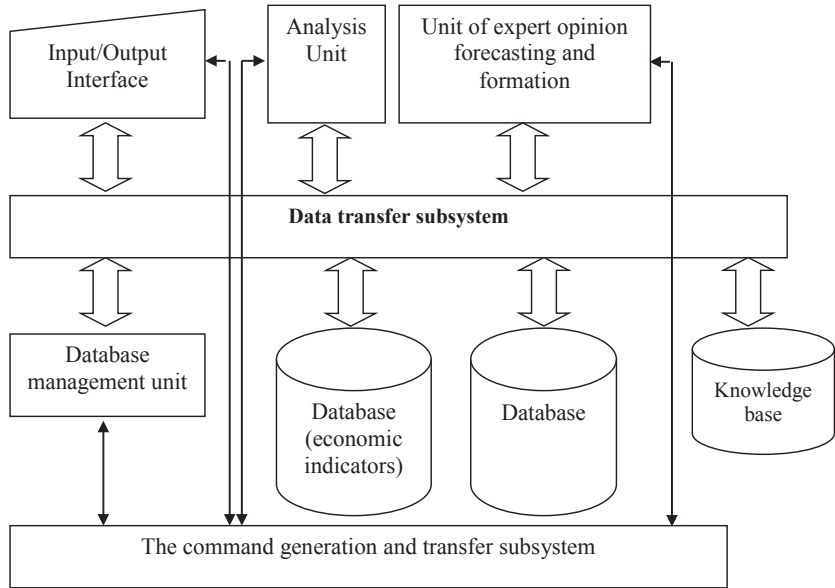 Input/Output
Interface
Analysis
Unit
Unit of expert opinion
forecasting and
formation
Data transfer subsystem
Database
management unit
Database
(economic
indicators)
Database
Knowledge
base
The command generation and transfer subsystem